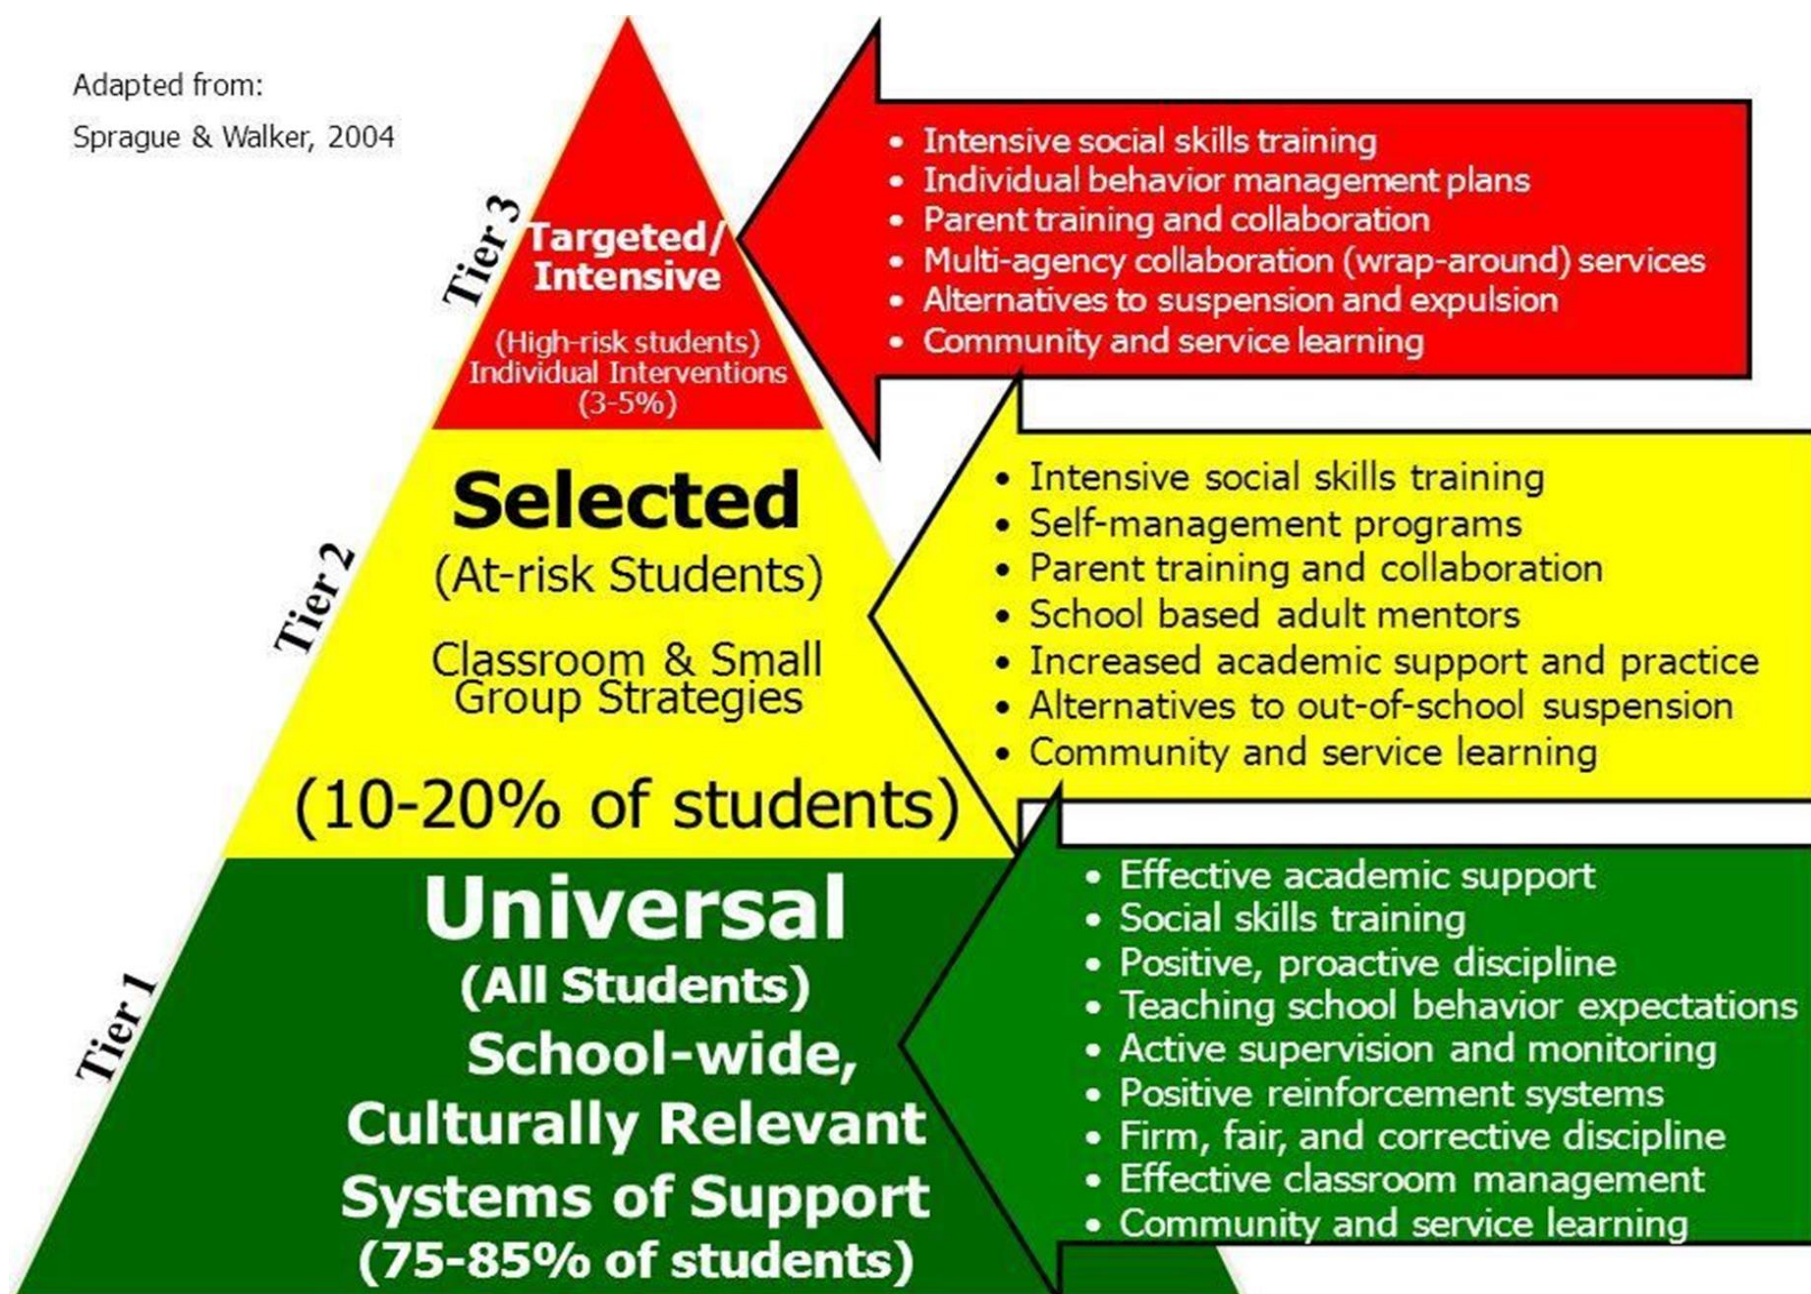 Adapted from:
Sprague & Walker, 2004
Tier 3
Targeted/
Intensive
(High-risk students)
Individual Interventions
(3-5%)
• Intensive social skills training
• Individual behavior management plans
• Parent training and collaboration
• Multi-agency collaboration (wrap-around) services
• Alternatives to suspension and expulsion
• Community and service learning
Tier 2
Selected
(At-risk Students)
Classroom & Small
Group Strategies
(10-20% of students)
• Intensive social skills training
• Self-management programs
• Parent training and collaboration
• School based adult mentors
• Increased academic support and practice
• Alternatives to out-of-school suspension
• Community and service learning
Tier 1
Universal
(All Students)
School-wide,
Culturally Relevant
Systems of Support
(75-85% of students)
• Effective academic support
• Social skills training
• Positive, proactive discipline
• Teaching school behavior expectations
• Active supervision and monitoring
• Positive reinforcement systems
• Firm, fair, and corrective discipline
• Effective classroom management
• Community and service learning